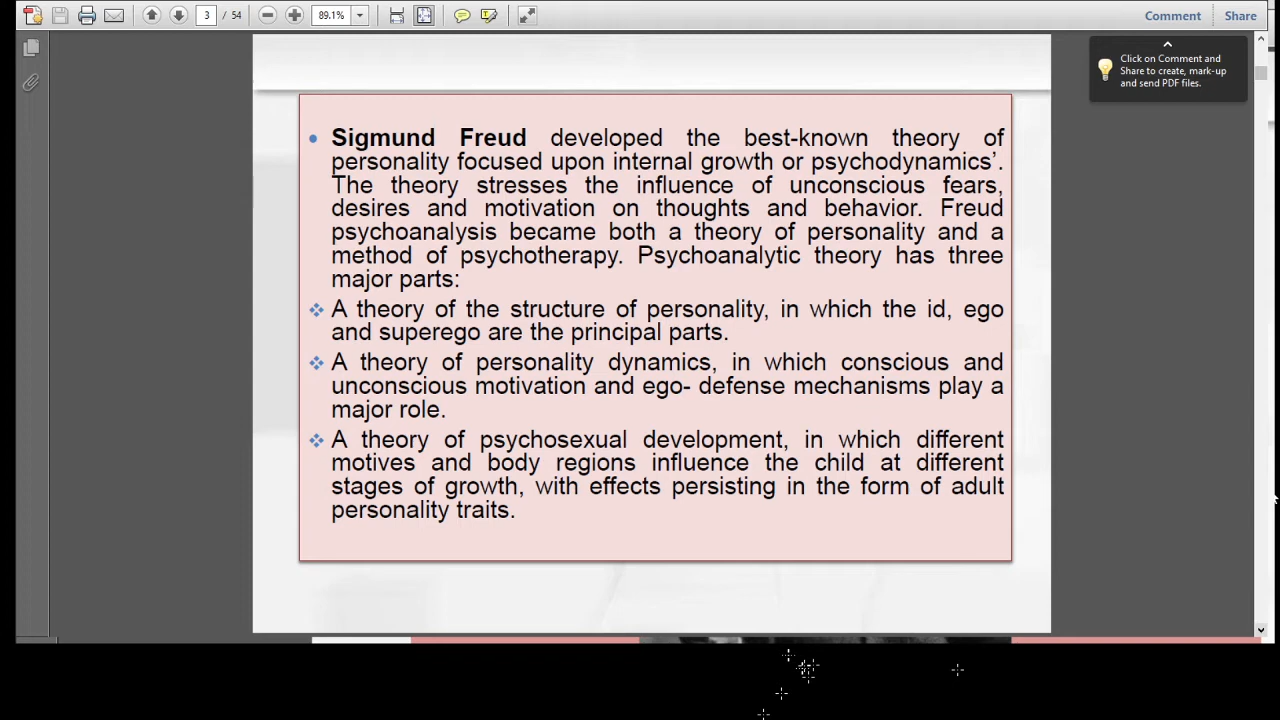 3 / 54
89.1%
Comment
Share
Click on Comment and
Share to create, mark-up
and send PDF files.
• Sigmund Freud developed the best-known theory of
personality focused upon internal growth or psychodynamics’.
The theory stresses the influence of unconscious fears,
desires and motivation on thoughts and behavior. Freud
psychoanalysis became both a theory of personality and a
method of psychotherapy. Psychoanalytic theory has three
major parts:
❖ A theory of the structure of personality, in which the id, ego
and superego are the principal parts.
❖ A theory of personality dynamics, in which conscious and
unconscious motivation and ego- defense mechanisms play a
major role.
❖ A theory of psychosexual development, in which different
motives and body regions influence the child at different
stages of growth, with effects persisting in the form of adult
personality traits.